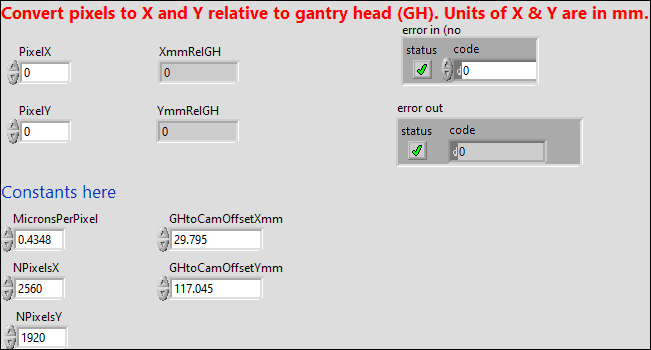 Convert pixels to X and Y relative to gantry head (GH). Units of X & Y are in mm.
PixelX XmmRelGH error in (no
status code
0 0 d 0
PixelY YmmRelGH error out
0 0 status code
d 0
Constants here
MicronsPerPixel GHtoCamOffsetXmm
0.4348 29.795
NPixelsX GHtoCamOffsetYmm
2560 117.045
NPixelsY
1920